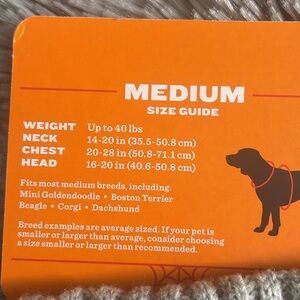 MEDIUM
SIZE GUIDE
WEIGHT Up to 40 lbs
NECK 14-20 in (35.5-50.8 cm)
CHEST 20-28 in (50.8-71.1 cm)
HEAD 16-20 in (40.6-50.8 cm)
Fits most medium breeds, including:
Mini Goldendoodle • Boston Terrier
Beagle • Corgi • Dachshund
Breed examples are average sized. If your pet is
smaller or larger than average, consider choosing
a size smaller or larger than recommended.